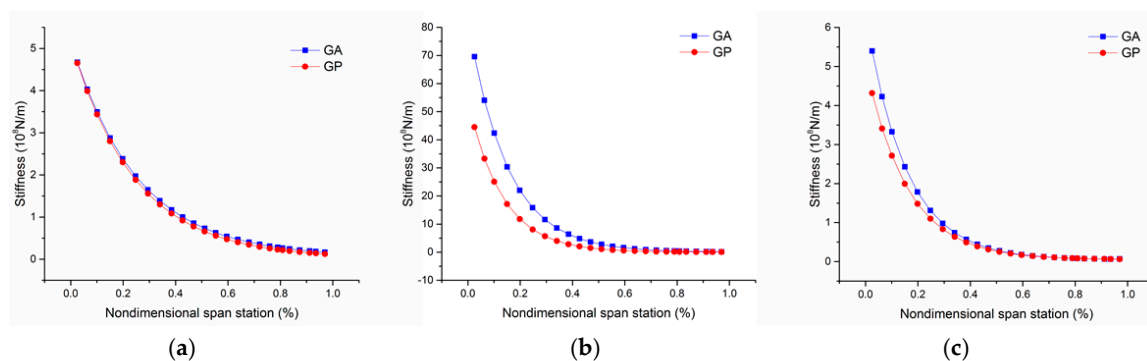 GA
GP
Stiffness (10⁸N/m)
5
4
3
2
1
0
0.0 0.2 0.4 0.6 0.8 1.0
Nondimensional span station (%)
(a)
GA
GP
Stiffness (10⁸N/m)
80
70
60
50
40
30
20
10
0
-10
0.0 0.2 0.4 0.6 0.8 1.0
Nondimensional span station (%)
(b)
GA
GP
Stiffness (10⁸N/m)
6
5
4
3
2
1
0
0.0 0.2 0.4 0.6 0.8 1.0
Nondimensional span station (%)
(c)